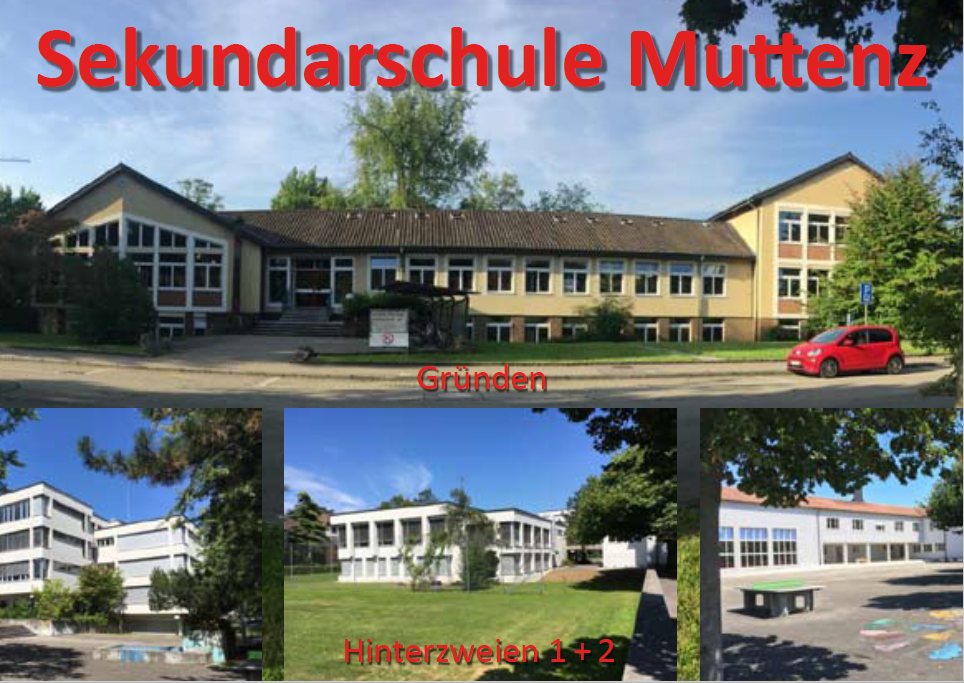 Sekundarschule Muttenz
P
Gründen
Hinterzweien 1 + 2